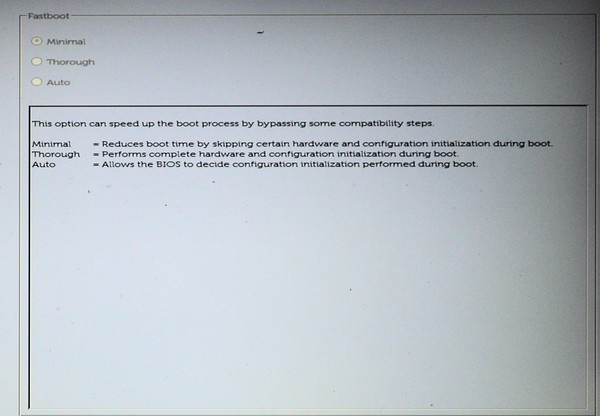 Fastboot
Minimal
Thorough
Auto
This option can speed up the boot process by bypassing some compatibility steps.
Minimal = Reduces boot time by skipping certain hardware and configuration initialization during boot.
Thorough = Performs complete hardware and configuration initialization during boot.
Auto = Allows the BIOS to decide configuration initialization performed during boot.